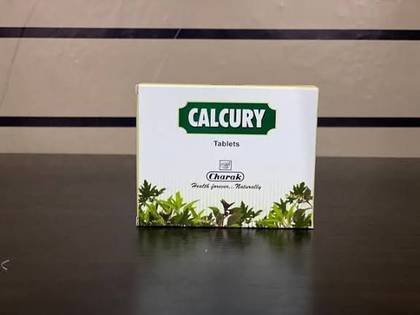 CALCURY
Tablets
Charak
Health forever...Naturally